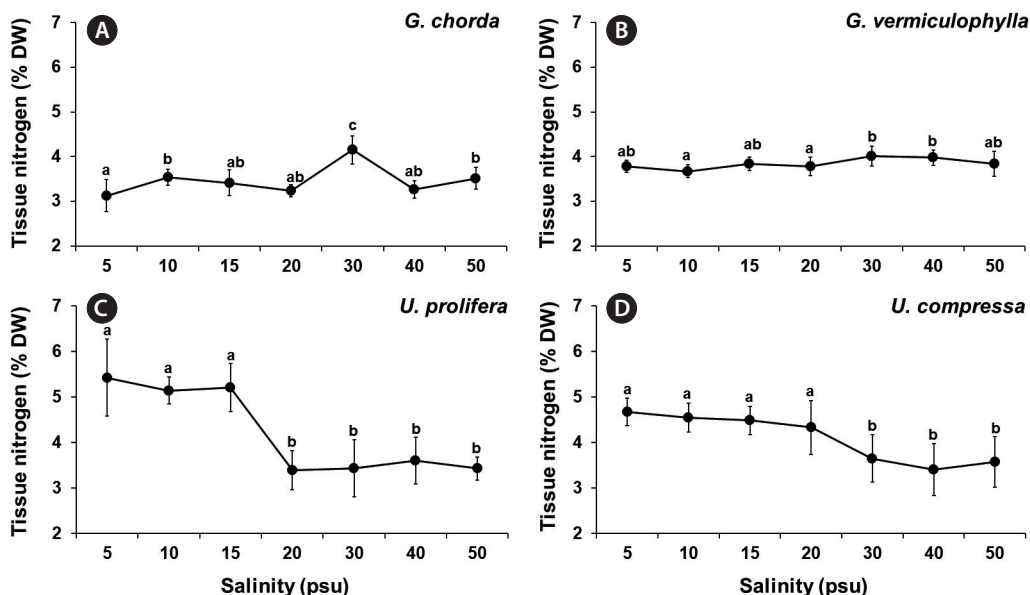 A
G. chorda
Tissue nitrogen (% DW)
7
6
5
4
3
2
a
b
ab
ab
c
ab
b
5 10 15 20 30 40 50
B
G. vermiculophylla
Tissue nitrogen (% DW)
7
6
5
4
3
2
ab
a
ab
a
b
b
ab
5 10 15 20 30 40 50
C
U. prolifera
Tissue nitrogen (% DW)
7
6
5
4
3
2
a
a
a
b
b
b
b
5 10 15 20 30 40 50
Salinity (psu)
D
U. compressa
Tissue nitrogen (% DW)
7
6
5
4
3
2
a
a
a
a
b
b
b
5 10 15 20 30 40 50
Salinity (psu)